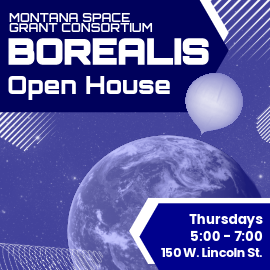 MONTANA SPACE
GRANT CONSORTIUM
BOREALIS
Open House
Thursdays
5:00 - 7:00
150 W. Lincoln St.